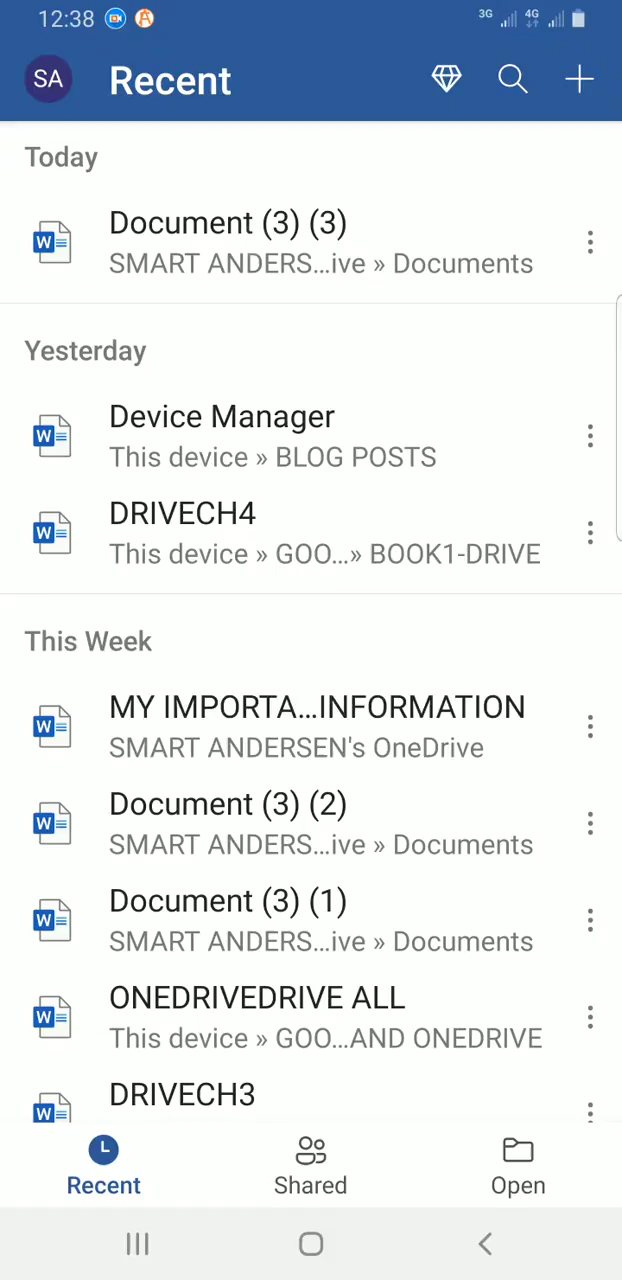 12:38
3G 4G
SA Recent
Today
Document (3) (3)
SMART ANDERS...ive » Documents
Yesterday
Device Manager
This device » BLOG POSTS
DRIVECH4
This device » GOO...» BOOK1-DRIVE
This Week
MY IMPORTA...INFORMATION
SMART ANDERSEN's OneDrive
Document (3) (2)
SMART ANDERS...ive » Documents
Document (3) (1)
SMART ANDERS...ive » Documents
ONEDRIVEDRIVE ALL
This device » GOO...AND ONEDRIVE
DRIVECH3
Recent Shared Open